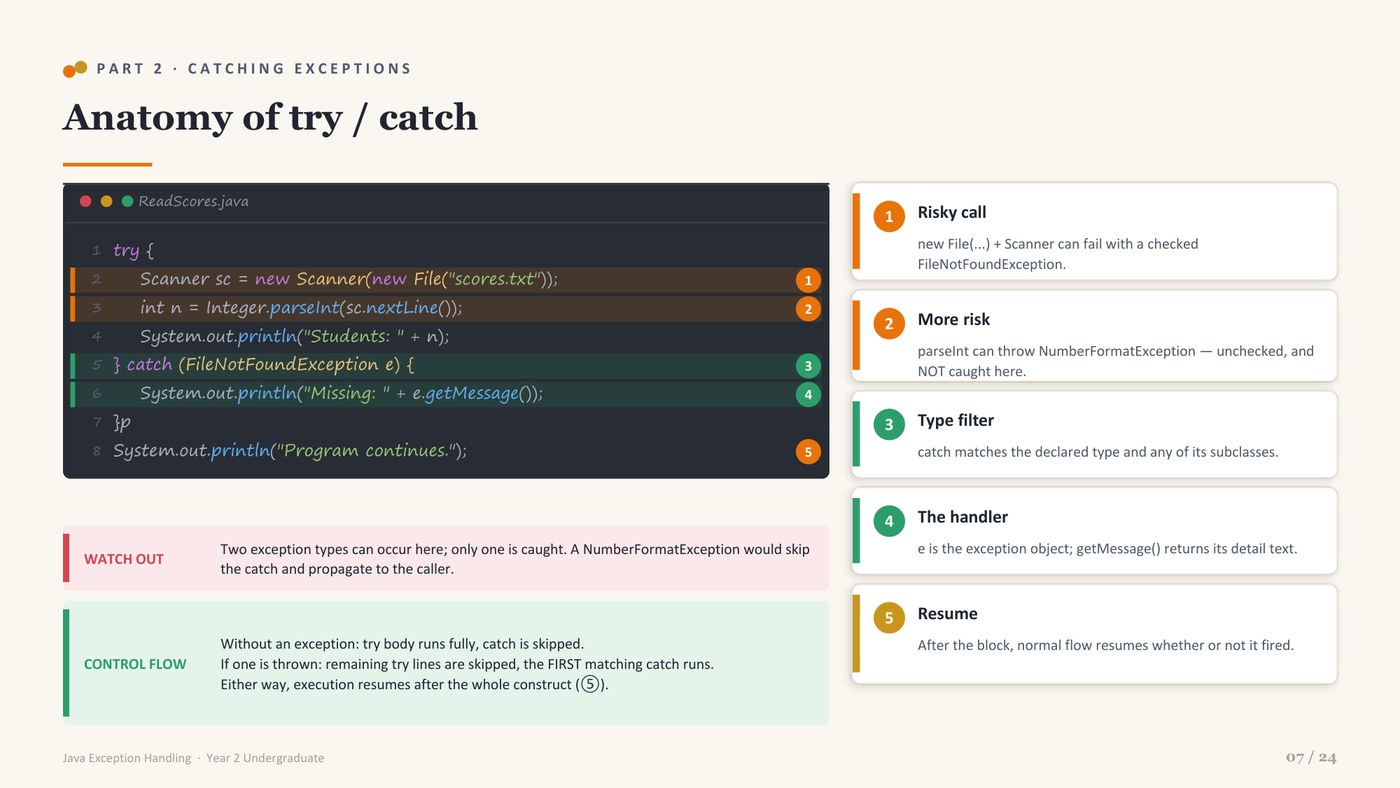 PART 2 · CATCHING EXCEPTIONS
Anatomy of try / catch
ReadScores.java
1 try {
2 Scanner sc = new Scanner(new File("scores.txt")); 1
3 int n = Integer.parseInt(sc.nextLine()); 2
4 System.out.println("Students: " + n);
5 } catch (FileNotFoundException e) { 3
6 System.out.println("Missing: " + e.getMessage()); 4
7 }p
8 System.out.println("Program continues."); 5
WATCH OUT
Two exception types can occur here; only one is caught. A NumberFormatException would skip
the catch and propagate to the caller.
CONTROL FLOW
Without an exception: try body runs fully, catch is skipped.
If one is thrown: remaining try lines are skipped, the FIRST matching catch runs.
Either way, execution resumes after the whole construct (⑤).
1 Risky call
new File(...) + Scanner can fail with a checked
FileNotFoundException.
2 More risk
parseInt can throw NumberFormatException — unchecked, and
NOT caught here.
3 Type filter
catch matches the declared type and any of its subclasses.
4 The handler
e is the exception object; getMessage() returns its detail text.
5 Resume
After the block, normal flow resumes whether or not it fired.
Java Exception Handling · Year 2 Undergraduate
07 / 24